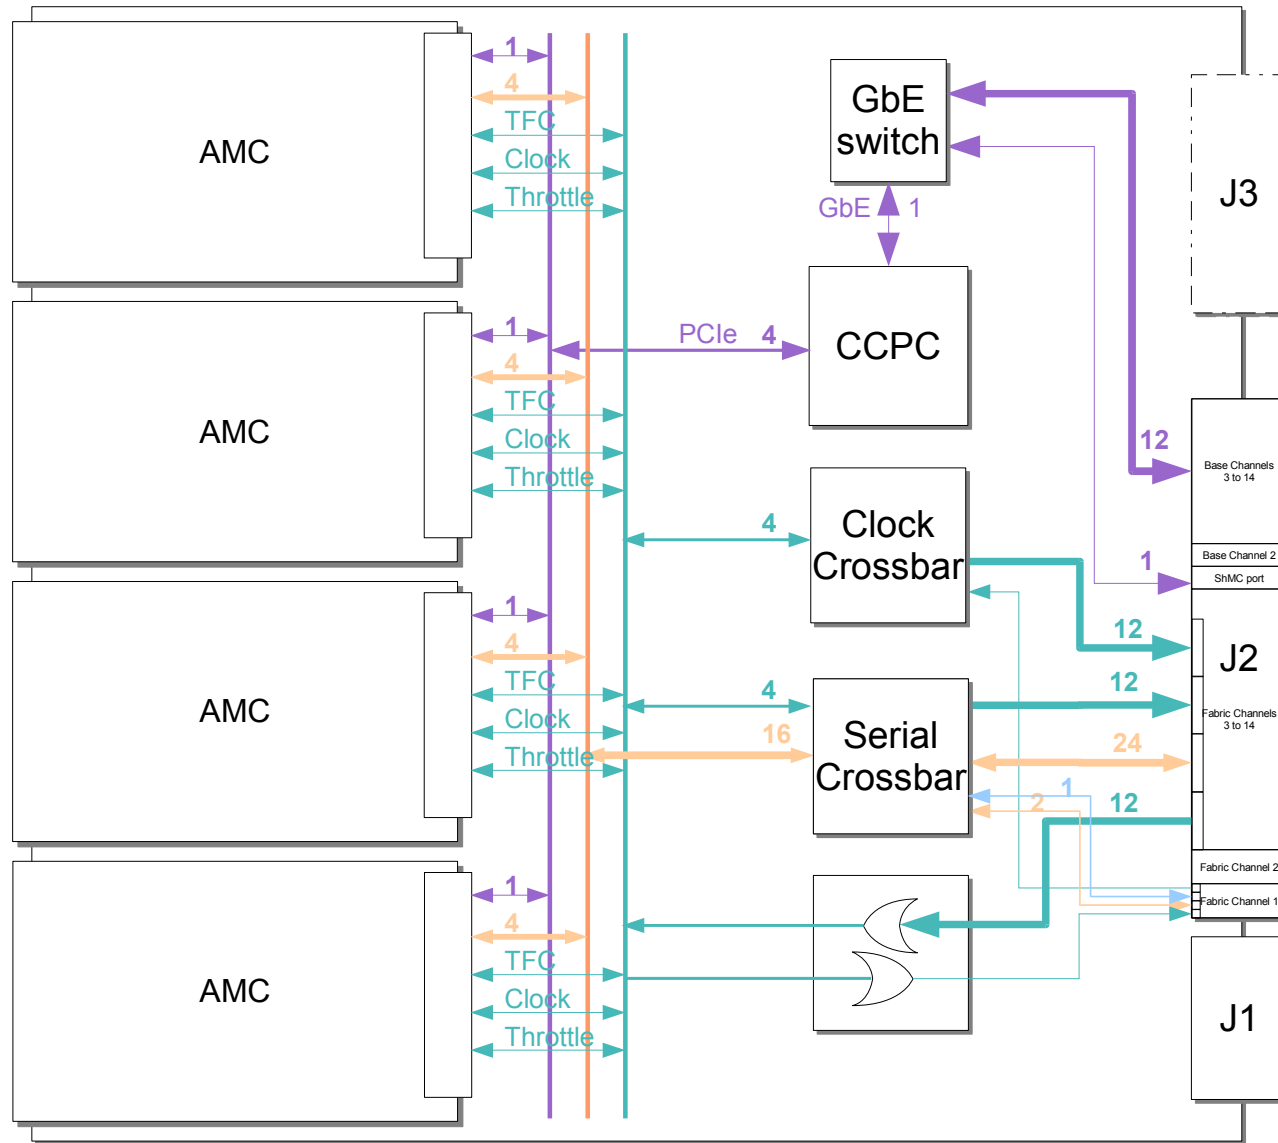 1
4
TFC
Clock
Throttle
AMC
1
4
TFC
Clock
Throttle
AMC
1
4
TFC
Clock
Throttle
AMC
1
4
TFC
Clock
Throttle
AMC
GbE
switch
GbE 1
PCIe 4
CCPC
4
Clock
Crossbar
4
16
Serial
Crossbar
12
1
12
12
24
1
2
12
J3
Base Channels
3 to 14
Base Channel 2
ShMC port
J2
Fabric Channels
3 to 14
Fabric Channel 2
Fabric Channel 1
J1